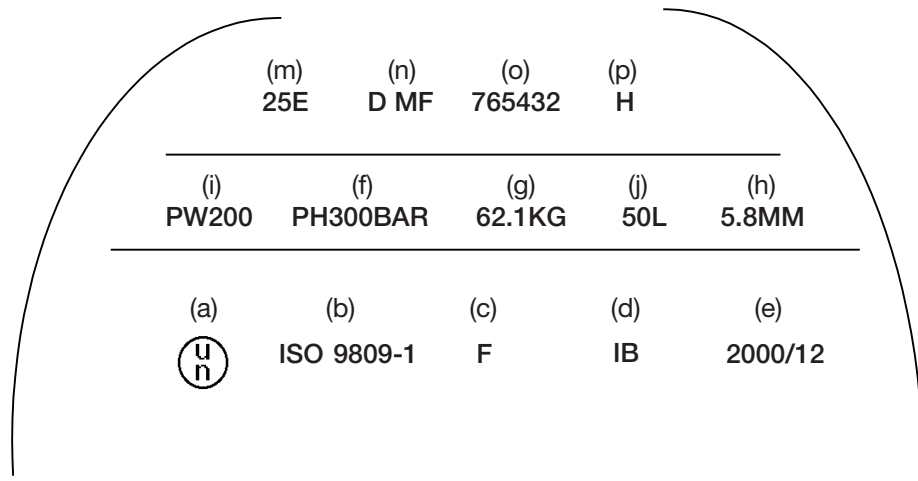 (m) (n) (o) (p)
25E D MF 765432 H
(i) (f) (g) (j) (h)
PW200 PH300BAR 62.1KG 50L 5.8MM
(a) (b) (c) (d) (e)
u
n
ISO 9809-1 F IB 2000/12